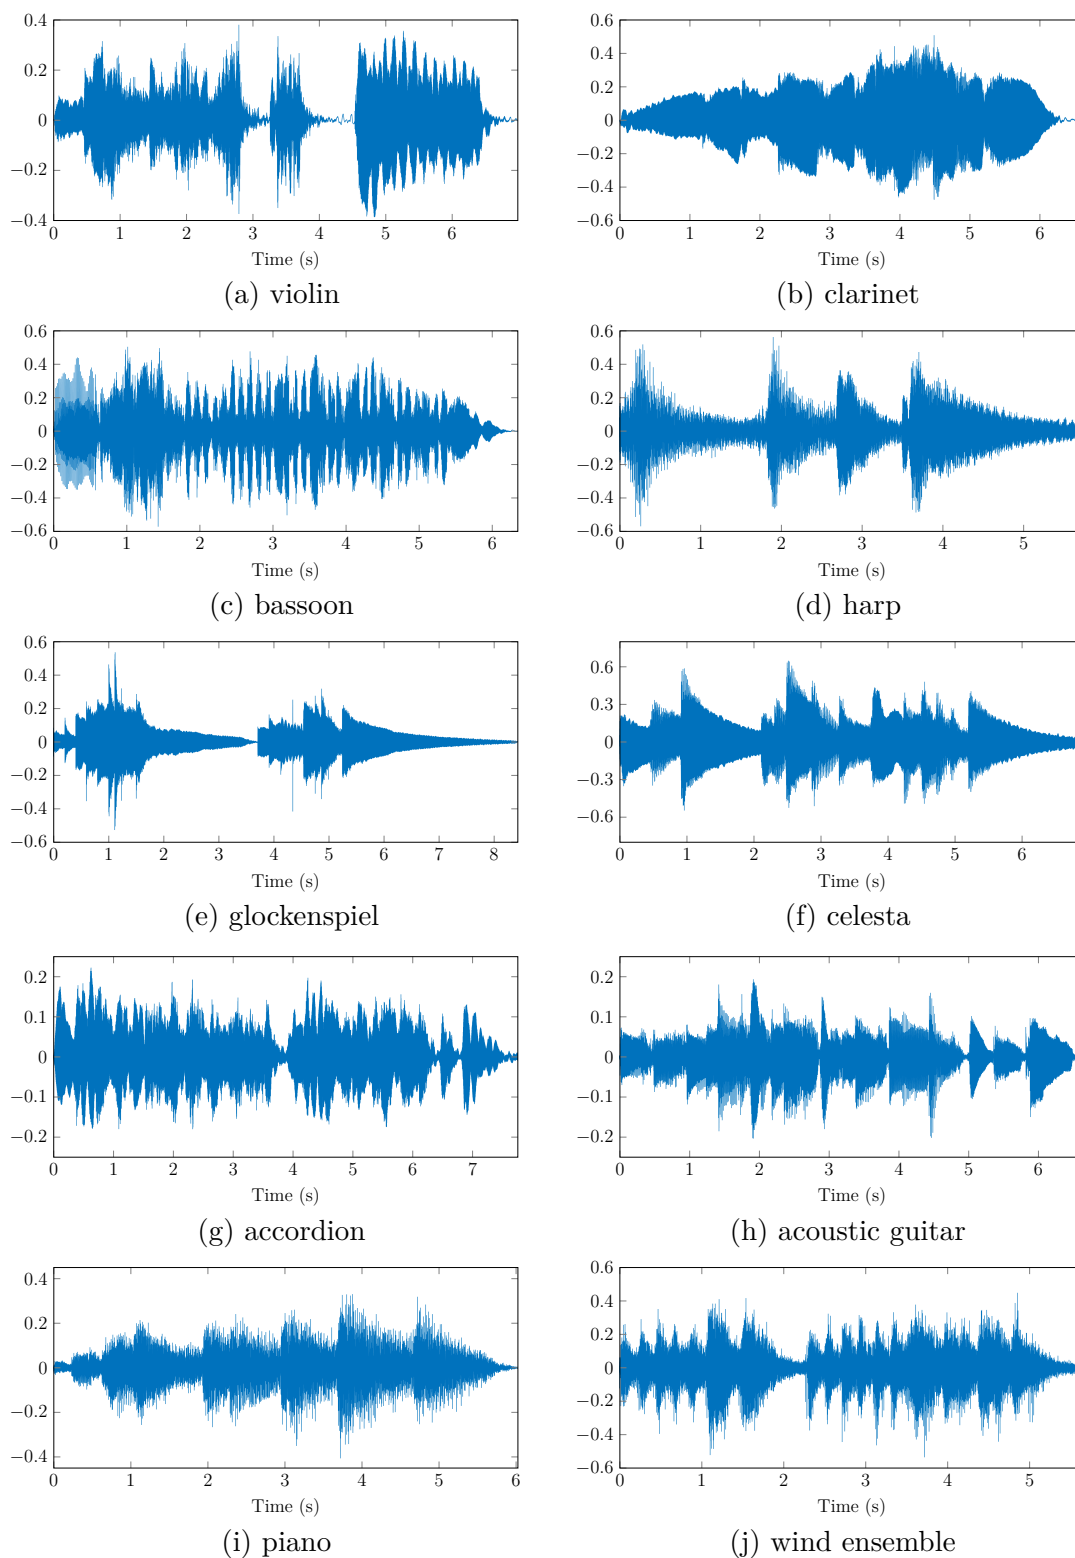 0.4
0.2
0
−0.2
−0.4
0 1 2 3 4 5 6
Time (s)
(a) violin
0.6
0.4
0.2
0
−0.2
−0.4
−0.6
0 1 2 3 4 5 6
Time (s)
(b) clarinet
0.6
0.4
0.2
0
−0.2
−0.4
−0.6
0 1 2 3 4 5 6
Time (s)
(c) bassoon
0.6
0.4
0.2
0
−0.2
−0.4
−0.6
0 1 2 3 4 5
Time (s)
(d) harp
0.6
0.4
0.2
0
−0.2
−0.4
−0.6
0 1 2 3 4 5 6 7 8
Time (s)
(e) glockenspiel
0.6
0.3
0
−0.3
−0.6
0 1 2 3 4 5 6
Time (s)
(f) celesta
0.2
0.1
0
−0.1
−0.2
0 1 2 3 4 5 6 7
Time (s)
(g) accordion
0.2
0.1
0
−0.1
−0.2
0 1 2 3 4 5 6
Time (s)
(h) acoustic guitar
0.4
0.2
0
−0.2
−0.4
0 1 2 3 4 5 6
Time (s)
(i) piano
0.6
0.4
0.2
0
−0.2
−0.4
−0.6
0 1 2 3 4 5
Time (s)
(j) wind ensemble